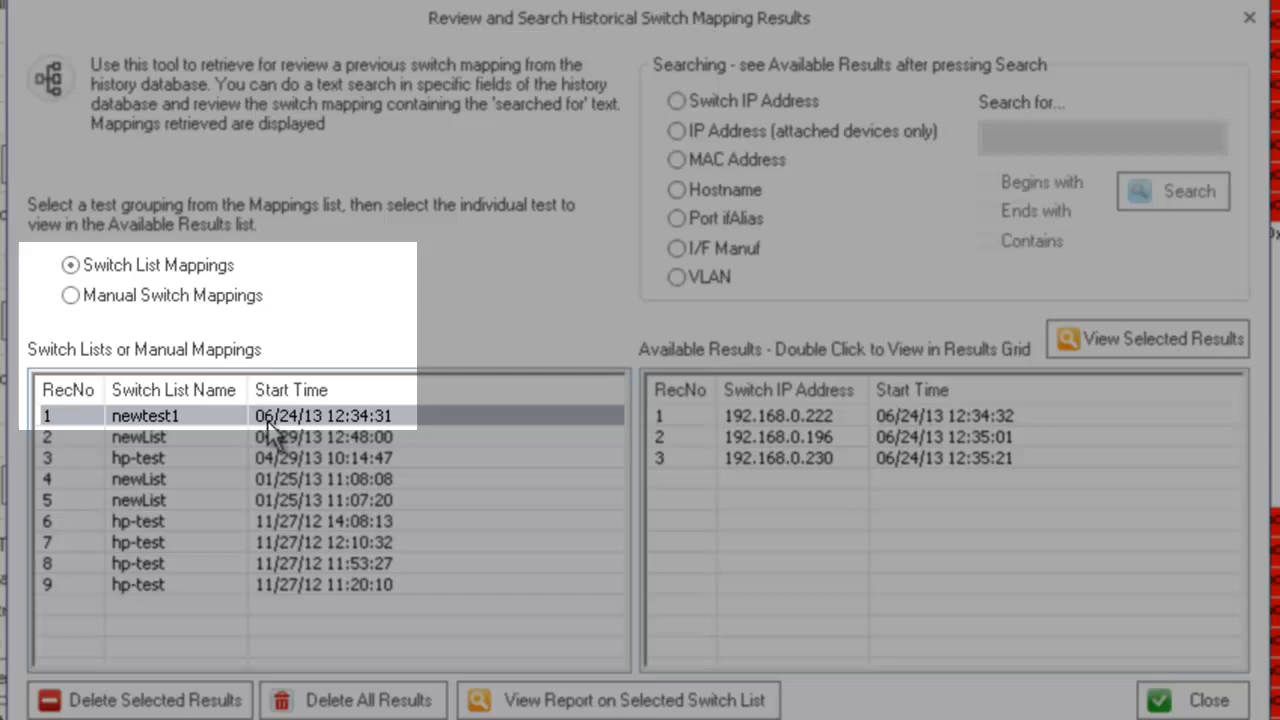 Review and Search Historical Switch Mapping Results
Use this tool to retrieve for review a previous switch mapping from the
history database. You can do a text search in specific fields of the history
database and review the switch mapping containing the 'searched for' text.
Mappings retrieved are displayed
Select a test grouping from the Mappings list, then select the individual test to
view in the Available Results list.
Switch List Mappings
Manual Switch Mappings
Searching - see Available Results after pressing Search
Switch IP Address
IP Address (attached devices only)
MAC Address
Hostname
Port ifAlias
I/F Manuf
VLAN
Search for...
Begins with
Ends with
Contains
Search
Switch Lists or Manual Mappings
RecNo Switch List Name Start Time
1 newtest1 06/24/13 12:34:31
2 newList 04/29/13 12:48:00
3 hp-test 04/29/13 10:14:47
4 newList 01/25/13 11:08:08
5 newList 01/25/13 11:07:20
6 hp-test 11/27/12 14:08:13
7 hp-test 11/27/12 12:10:32
8 hp-test 11/27/12 11:53:27
9 hp-test 11/27/12 11:20:10
Available Results - Double Click to View in Results Grid
View Selected Results
RecNo Switch IP Address Start Time
1 192.168.0.222 06/24/13 12:34:32
2 192.168.0.196 06/24/13 12:35:01
3 192.168.0.230 06/24/13 12:35:21
Delete Selected Results
Delete All Results
View Report on Selected Switch List
Close